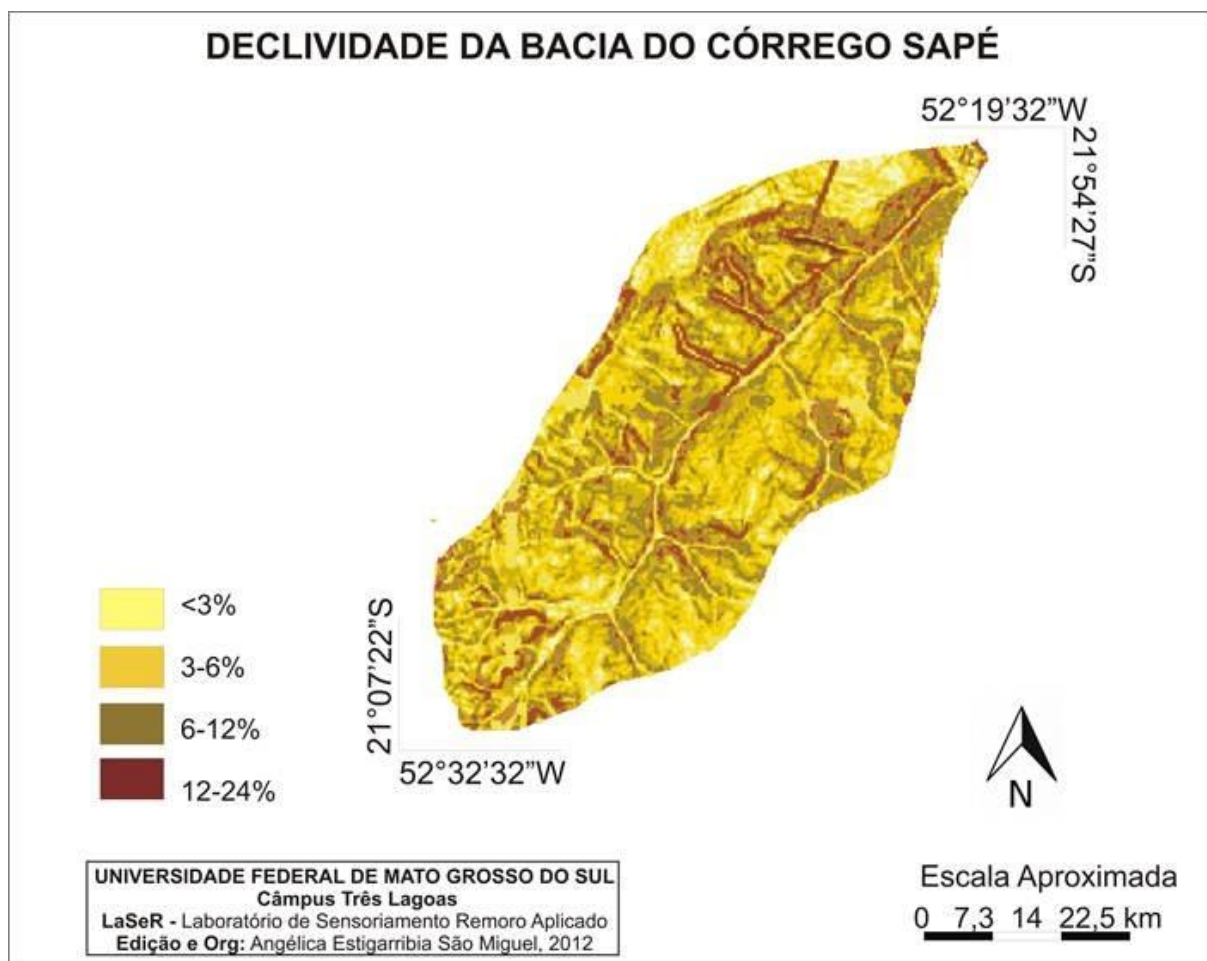 DECLIVIDADE DA BACIA DO CÓRREGO SAPÉ
52°19'32”W
21°54'27”S
<3%
3-6%
6-12%
12-24%
21°07'22”S
52°32'32”W
N
UNIVERSIDADE FEDERAL DE MATO GROSSO DO SUL
Câmpus Três Lagoas
LaSeR - Laboratório de Sensoriamento Remoro Aplicado
Edição e Org: Angélica Estigarribia São Miguel, 2012
Escala Aproximada
0 7,3 14 22,5 km